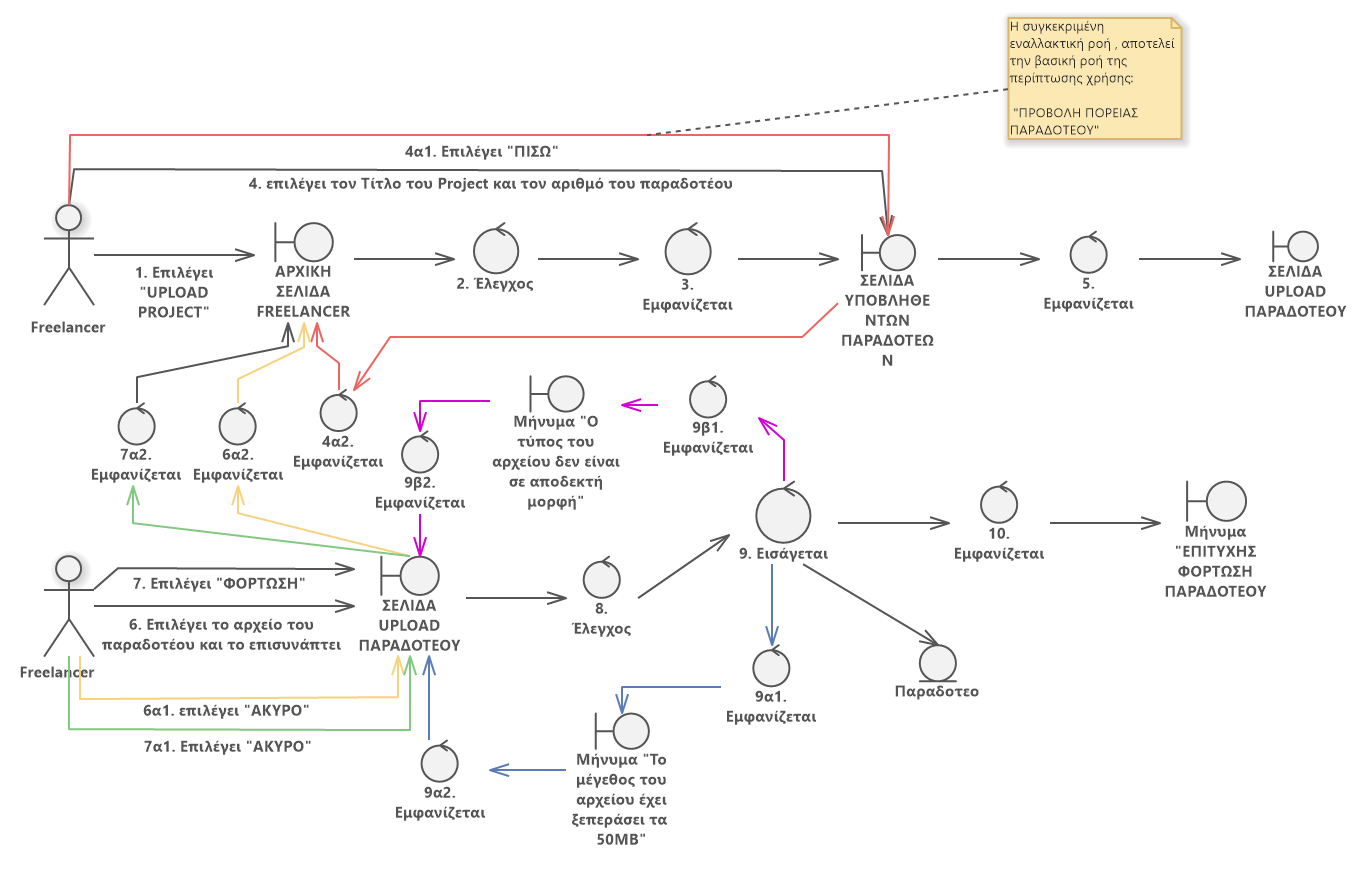 Η συγκεκριμένη
εναλλακτική ροή , αποτελεί
την βασική ροή της
περίπτωσης χρήσης:
"ΠΡΟΒΟΛΗ ΠΟΡΕΙΑΣ
ΠΑΡΑΔΟΤΕΟΥ"
4α1. Επιλέγει "ΠΙΣΩ"
4. επιλέγει τον Τίτλο του Project και τον αριθμό του παραδοτέου
Freelancer
1. Επιλέγει
"UPLOAD
PROJECT"
ΑΡΧΙΚΗ
ΣΕΛΙΔΑ
FREELANCER
2. Έλεγχος
3.
Εμφανίζεται
ΣΕΛΙΔΑ
ΥΠΟΒΛΗΘΕ
ΝΤΩΝ
ΠΑΡΑΔΟΤΕΩ
Ν
5.
Εμφανίζεται
ΣΕΛΙΔΑ
UPLOAD
ΠΑΡΑΔΟΤΕΟΥ
7α2.
Εμφανίζεται
6α2.
Εμφανίζεται
4α2.
Εμφανίζεται
9β2.
Εμφανίζεται
Μήνυμα "Ο
τύπος του
αρχείου δεν είναι
σε αποδεκτή
μορφή"
9β1.
Εμφανίζεται
9. Εισάγεται
10.
Εμφανίζεται
Μήνυμα
"ΕΠΙΤΥΧΗΣ
ΦΟΡΤΩΣΗ
ΠΑΡΑΔΟΤΕΟΥ
7. Επιλέγει "ΦΟΡΤΩΣΗ"
6. Επιλέγει το αρχείο του
παραδοτέου και το επισυνάπτει
Freelancer
ΣΕΛΙΔΑ
UPLOAD
ΠΑΡΑΔΟΤΕΟΥ
8.
Έλεγχος
6α1. επιλέγει "ΑΚΥΡΟ"
7α1. Επιλέγει "ΑΚΥΡΟ"
9α1.
Εμφανίζεται
Παραδοτεο
9α2.
Εμφανίζεται
Μήνυμα "Το
μέγεθος του
αρχείου έχει
ξεπεράσει τα
50MB"